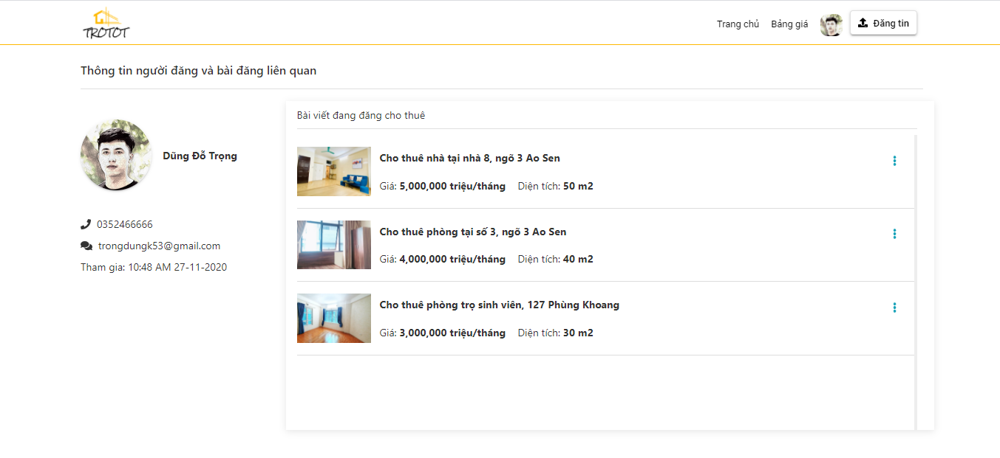 TROTOT
Trang chủ Bảng giá Đăng tin
Thông tin người đăng và bài đăng liên quan
Dũng Đỗ Trọng
0352466666
trongdungk53@gmail.com
Tham gia: 10:48 AM 27-11-2020
Bài viết đang đăng cho thuê
Cho thuê nhà tại nhà 8, ngõ 3 Ao Sen
Giá: 5,000,000 triệu/tháng Diện tích: 50 m2
Cho thuê phòng tại số 3, ngõ 3 Ao Sen
Giá: 4,000,000 triệu/tháng Diện tích: 40 m2
Cho thuê phòng trọ sinh viên, 127 Phùng Khoang
Giá: 3,000,000 triệu/tháng Diện tích: 30 m2